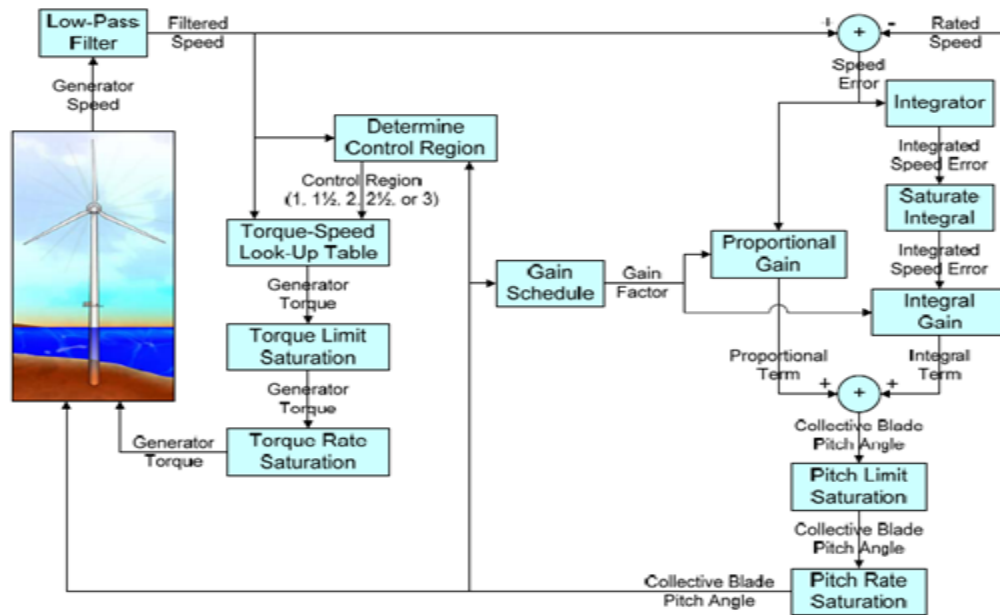 Low-Pass
Filter
Filtered
Speed
+
+
-
Rated
Speed
Speed
Error
Generator
Speed
Integrator
Determine
Control Region
Integrated
Speed Error
Control Region
(1, 1½, 2, 2½, or 3)
Saturate
Integral
Torque-Speed
Look-Up Table
Proportional
Gain
Integrated
Speed Error
Gain
Schedule
Gain
Factor
Generator
Torque
Integral
Gain
Torque Limit
Saturation
Proportional
Term
Integral
Term
Generator
Torque
+
+
+
Collective Blade
Pitch Angle
Generator
Torque
Torque Rate
Saturation
Pitch Limit
Saturation
Collective Blade
Pitch Angle
Collective Blade
Pitch Angle
Pitch Rate
Saturation